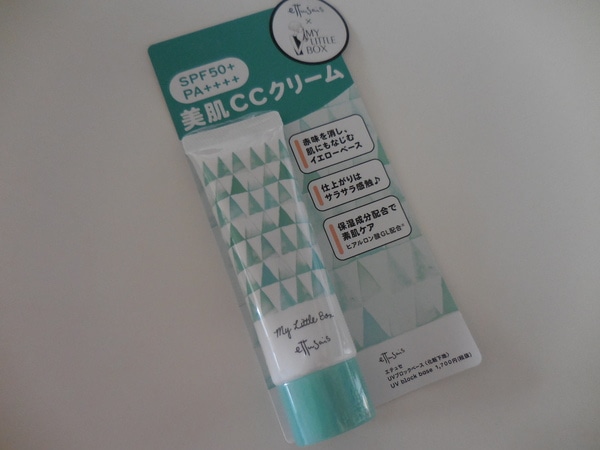 ettusais
×
MY
LITTLE
BOX
SPF50+
PA++++
美肌CCクリーム
赤味を消し、
肌にもなじむ
イエローベース
仕上がりは
サラサラ感触♪
保湿成分配合で
素肌ケア
ヒアルロン酸GL配合*
My Little Box
ettusais
ettusais
エテュセ
UVブロックベース〈化粧下地〉
UV block base 1,700円(税抜)